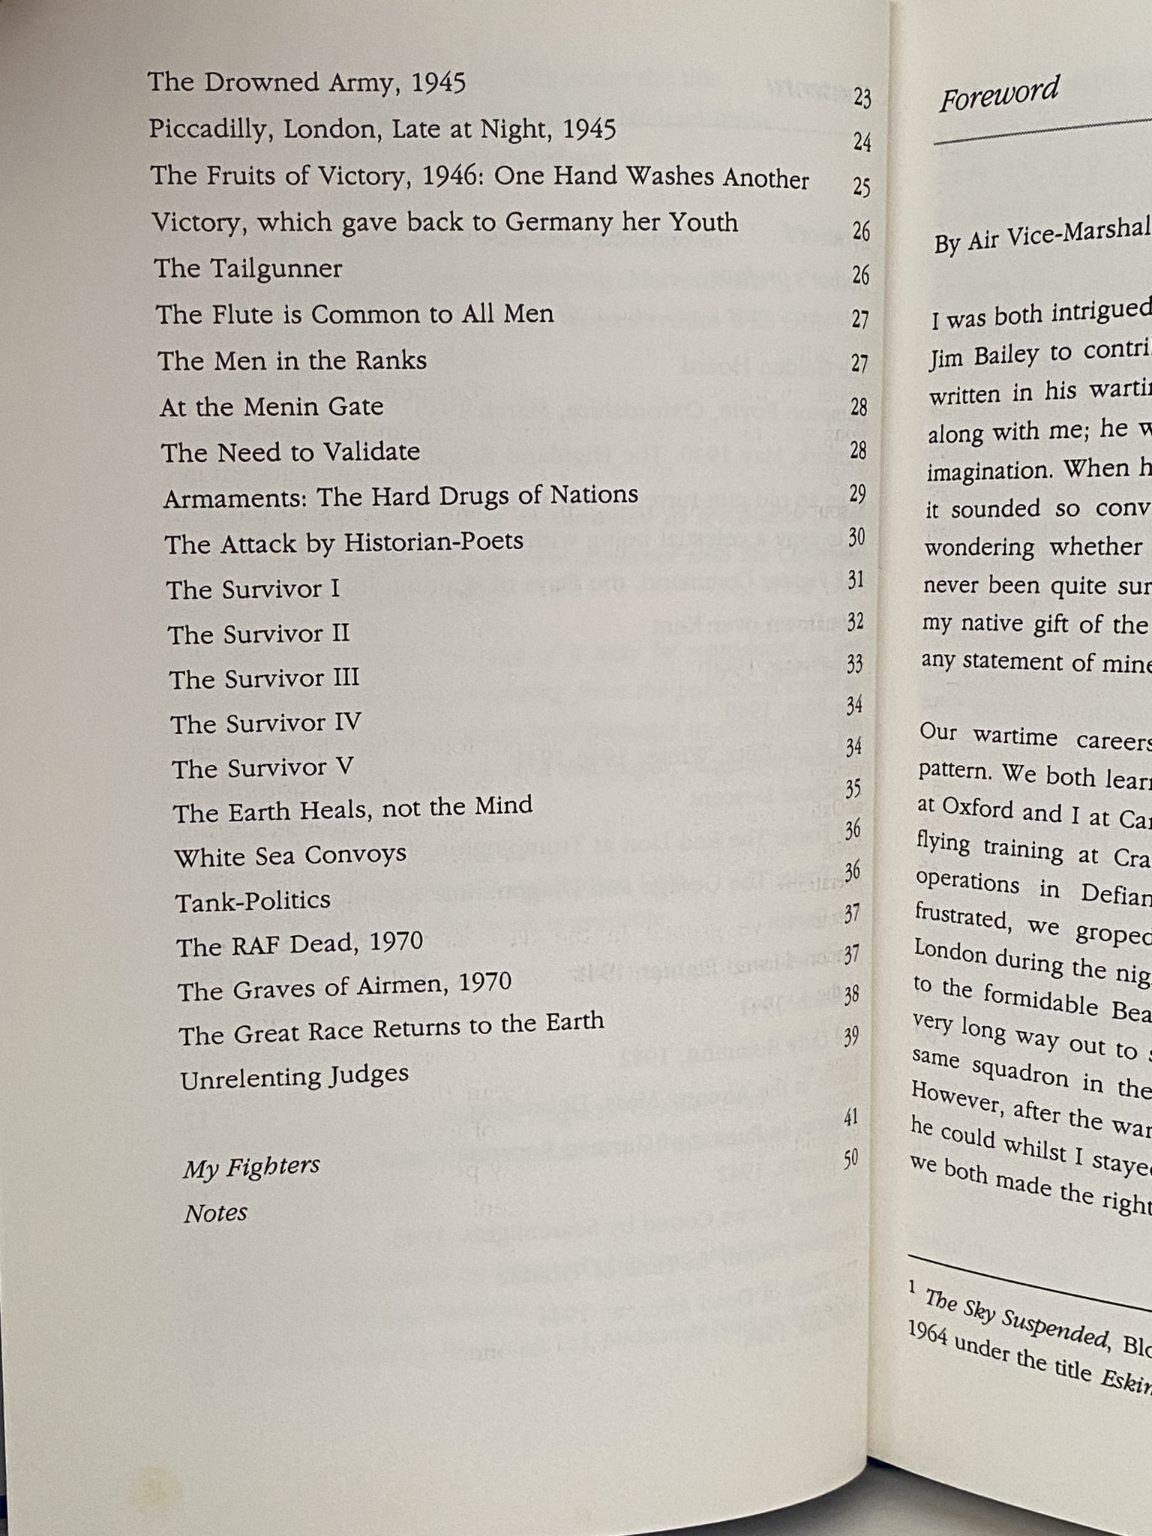 The Drowned Army, 1945 23
Piccadilly, London, Late at Night, 1945 24
The Fruits of Victory, 1946: One Hand Washes Another 25
Victory, which gave back to Germany her Youth 26
The Tailgunner 26
The Flute is Common to All Men 27
The Men in the Ranks 27
At the Menin Gate 28
The Need to Validate 28
Armaments: The Hard Drugs of Nations 29
The Attack by Historian-Poets 30
The Survivor I 31
The Survivor II 32
The Survivor III 33
The Survivor IV 34
The Survivor V 34
The Earth Heals, not the Mind 35
White Sea Convoys 36
Tank-Politics 36
The RAF Dead, 1970 37
The Graves of Airmen, 1970 37
The Great Race Returns to the Earth 38
Unrelenting Judges 39
My Fighters 41
Notes 50
Foreword
By Air Vice-Marshal
I was both intrigued
Jim Bailey to contri
written in his warti
along with me; he w
imagination. When h
it sounded so conv
wondering whether
never been quite sur
my native gift of the
any statement of mine
Our wartime careers
pattern. We both lear
at Oxford and I at Ca
flying training at Cra
operations in Defian
frustrated, we groped
London during the nig
to the formidable Bea
very long way out to s
same squadron in the
However, after the war
he could whilst I staye
we both made the right
1 The Sky Suspended, Blo
1964 under the title Eskin